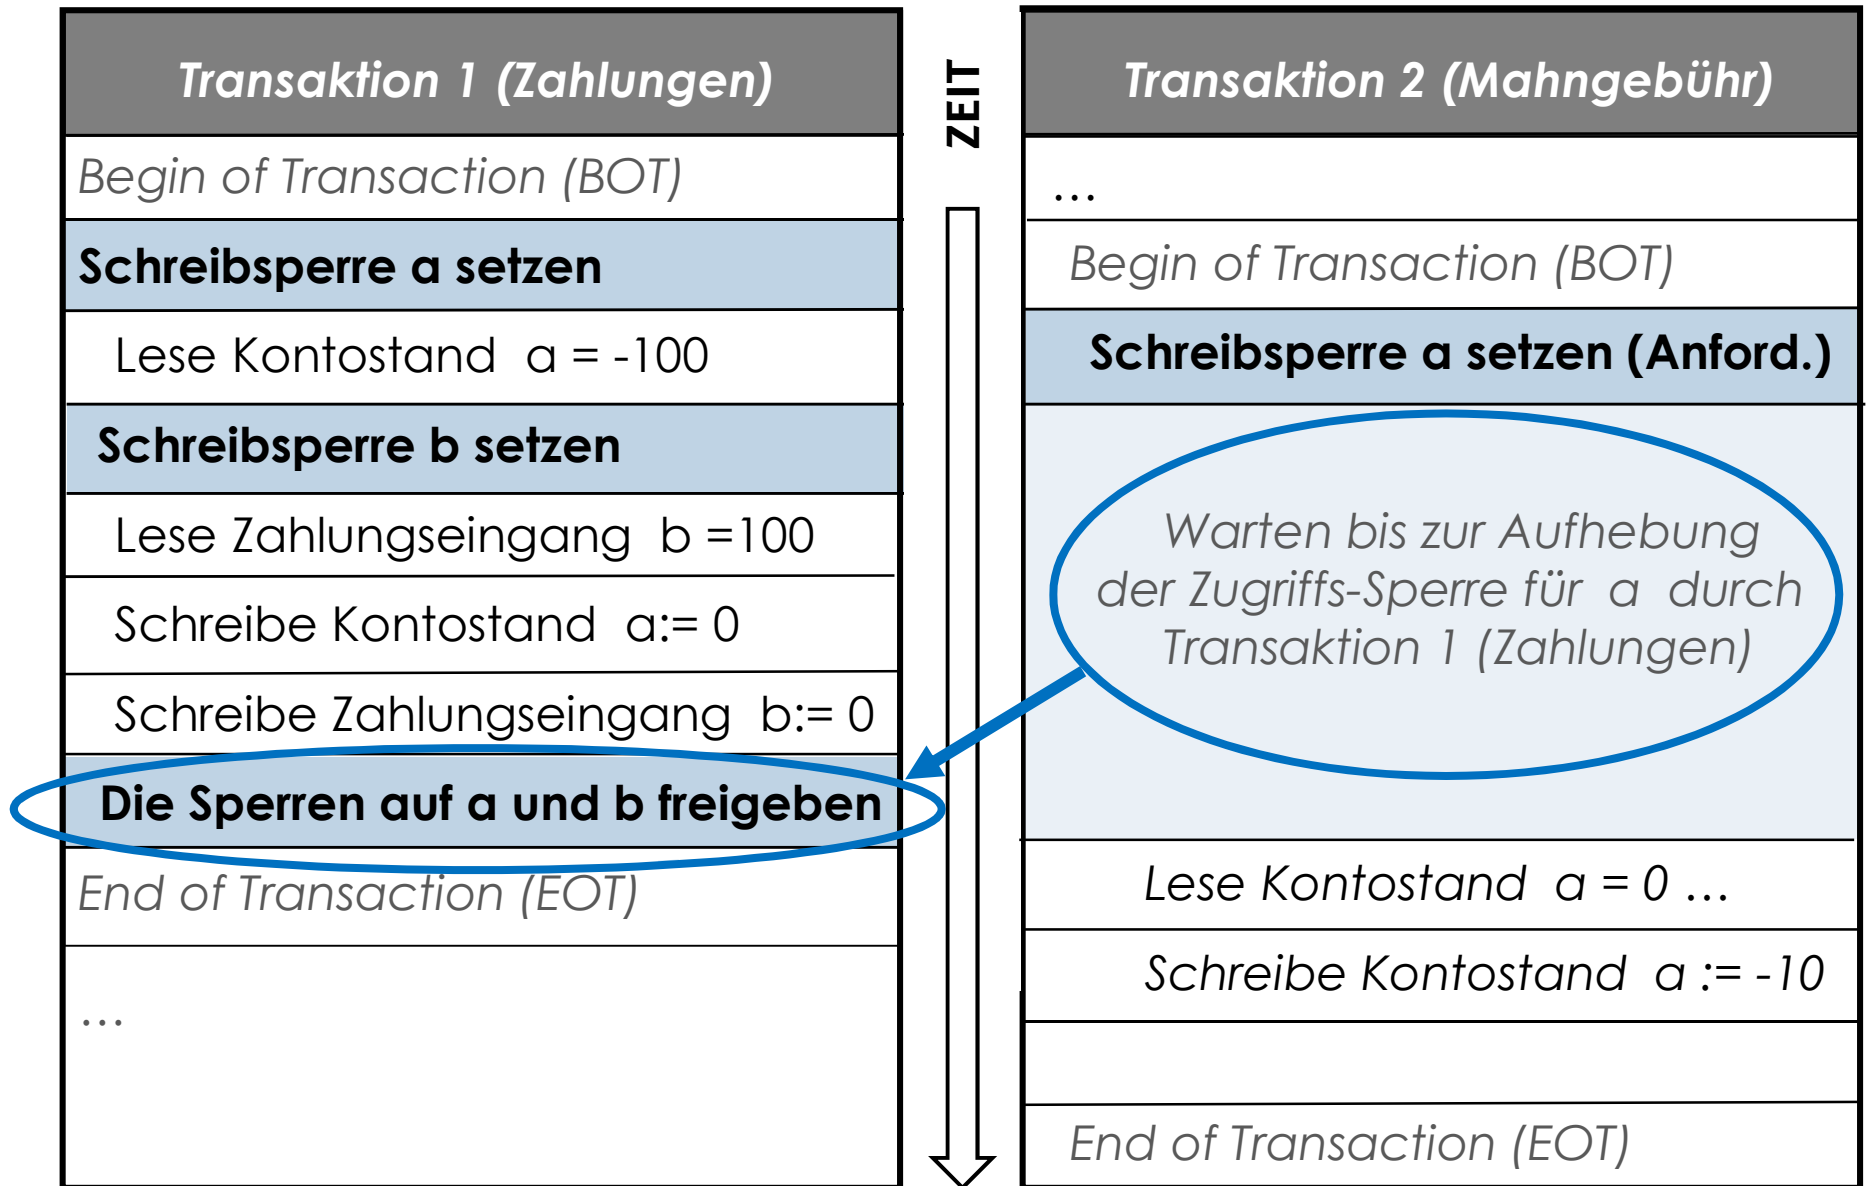 Transaktion 1 (Zahlungen)
Begin of Transaction (BOT)
Schreibsperre a setzen
Lese Kontostand a = -100
Schreibsperre b setzen
Lese Zahlungseingang b =100
Schreibe Kontostand a:= 0
Schreibe Zahlungseingang b:= 0
Die Sperren auf a und b freigeben
End of Transaction (EOT)
…
ZEIT
Transaktion 2 (Mahngebühr)
…
Begin of Transaction (BOT)
Schreibsperre a setzen (Anford.)
Warten bis zur Aufhebung
der Zugriffs-Sperre für a durch
Transaktion 1 (Zahlungen)
Lese Kontostand a = 0 …
Schreibe Kontostand a := -10
End of Transaction (EOT)